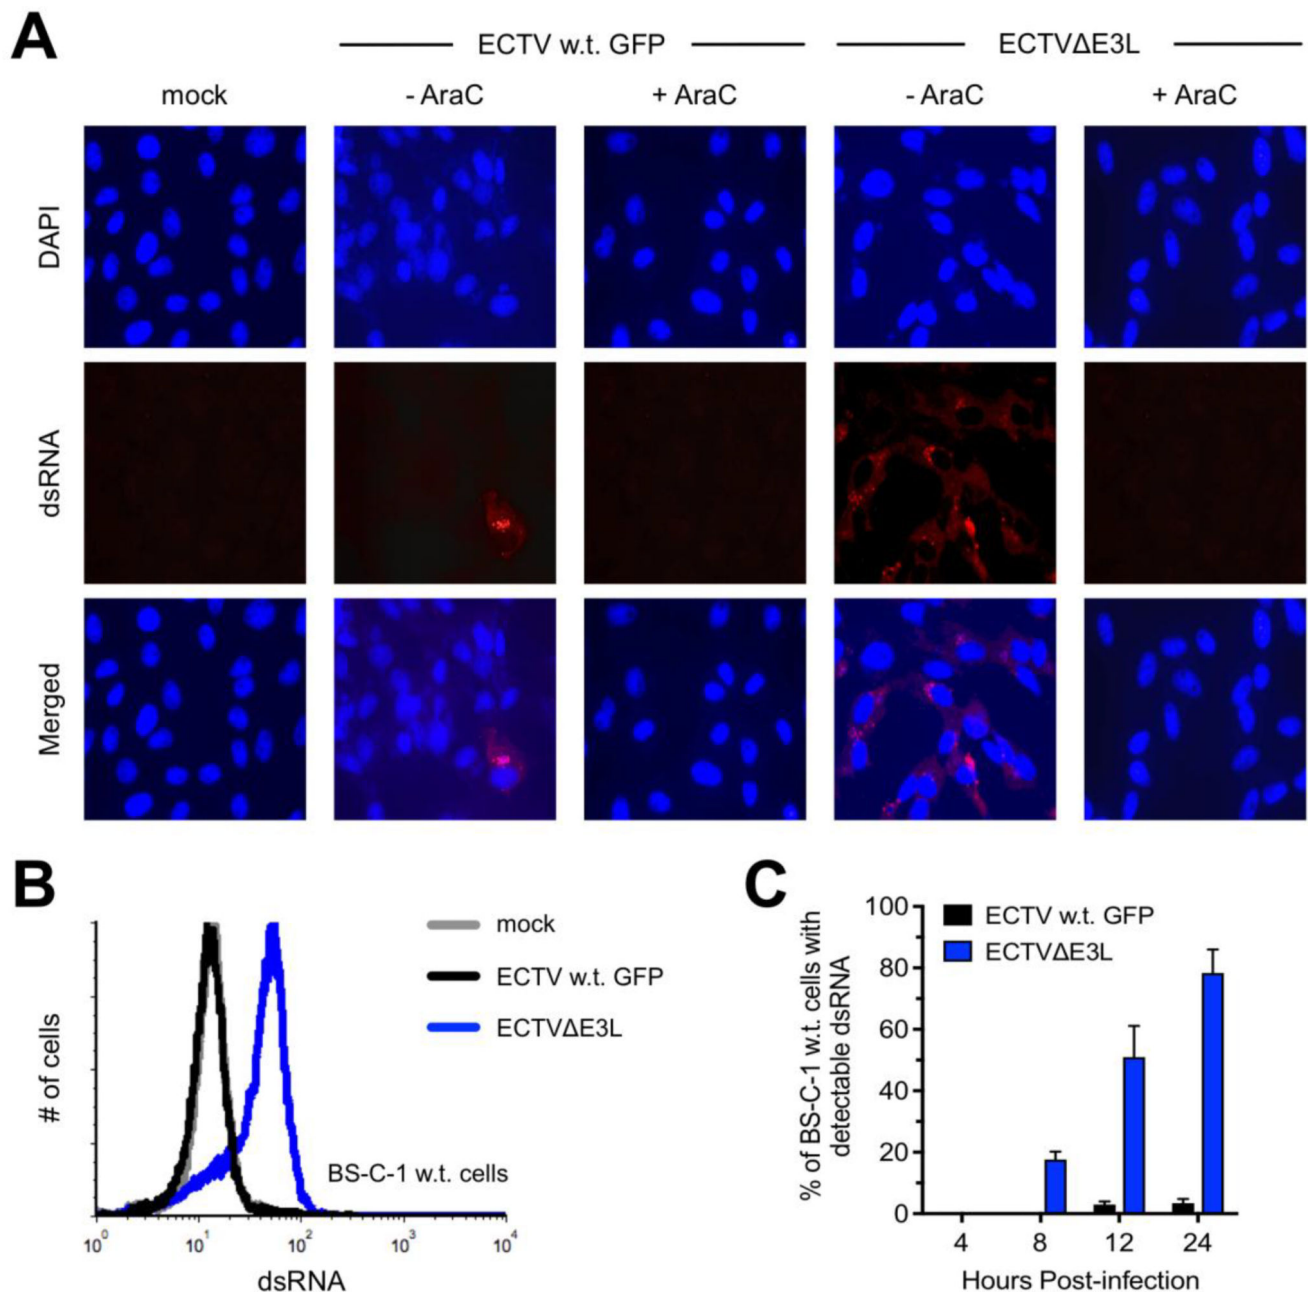 A
ECTV w.t. GFP
ECTVΔE3L
mock
- AraC
+ AraC
- AraC
+ AraC
DAPI
dsRNA
Merged
B
# of cells
mock
ECTV w.t. GFP
ECTVΔE3L
BS-C-1 w.t. cells
10⁰ 10¹ 10² 10³ 10⁴
dsRNA
C
% of BS-C-1 w.t. cells with
detectable dsRNA
100
80
60
40
20
0
ECTV w.t. GFP
ECTVΔE3L
4 8 12 24
Hours Post-infection